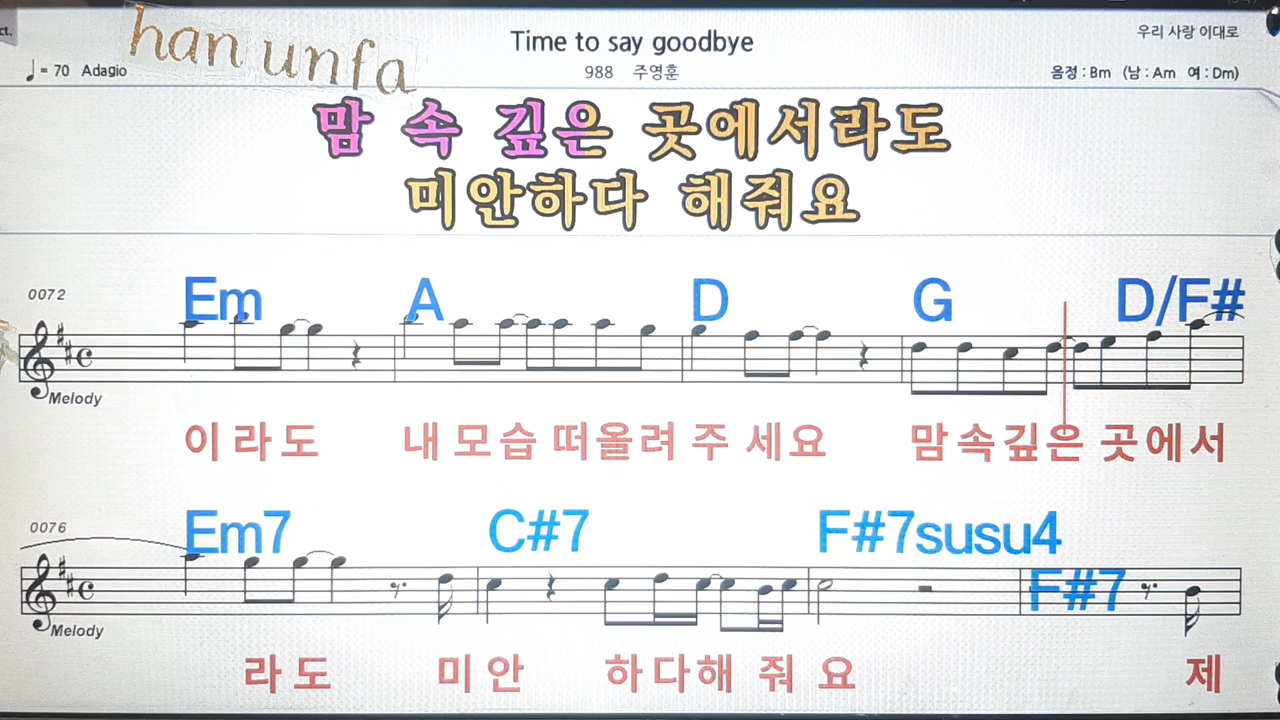 ct.
han unfa
Time to say goodbye
우리 사랑 이대로
♩= 70 Adagio
988 주영훈
음정 : Bm (남 : Am 여 : Dm)
맘 속 깊은 곳에서라도
미안하다 해줘요
0072 Em A D G D/F#
Melody
이 라 도 내 모 습 떠올려 주 세요 맘 속깊은 곳에서
0076 Em7 C#7 F#7susu4
F#7
Melody
라 도 미 안 하다해 줘 요 제